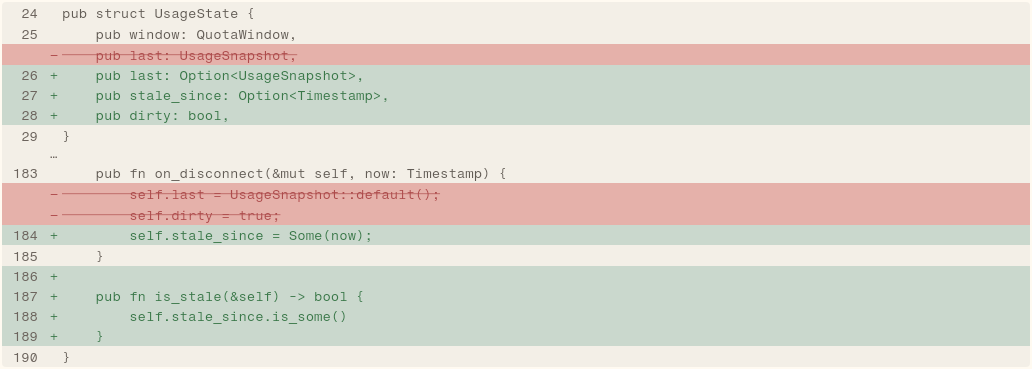 24 pub struct UsageState {
25     pub window: QuotaWindow,
−     pub last: UsageSnapshot,
26 +     pub last: Option<UsageSnapshot>,
27 +     pub stale_since: Option<Timestamp>,
28 +     pub dirty: bool,
29 }
…
183     pub fn on_disconnect(&mut self, now: Timestamp) {
−         self.last = UsageSnapshot::default();
−         self.dirty = true;
184 +         self.stale_since = Some(now);
185     }
186 +
187 +     pub fn is_stale(&self) -> bool {
188 +         self.stale_since.is_some()
189 +     }
190 }